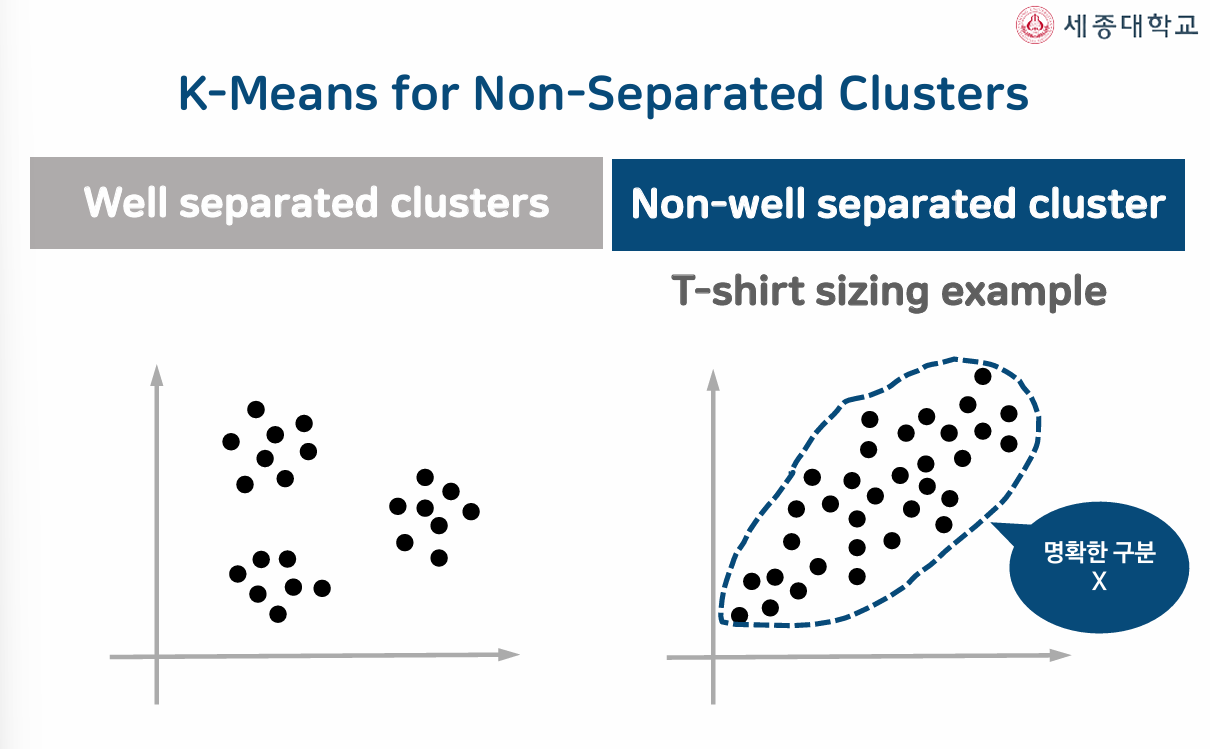 세종대학교
K-Means for Non-Separated Clusters
Well separated clusters
Non-well separated cluster
T-shirt sizing example
명확한 구분
X